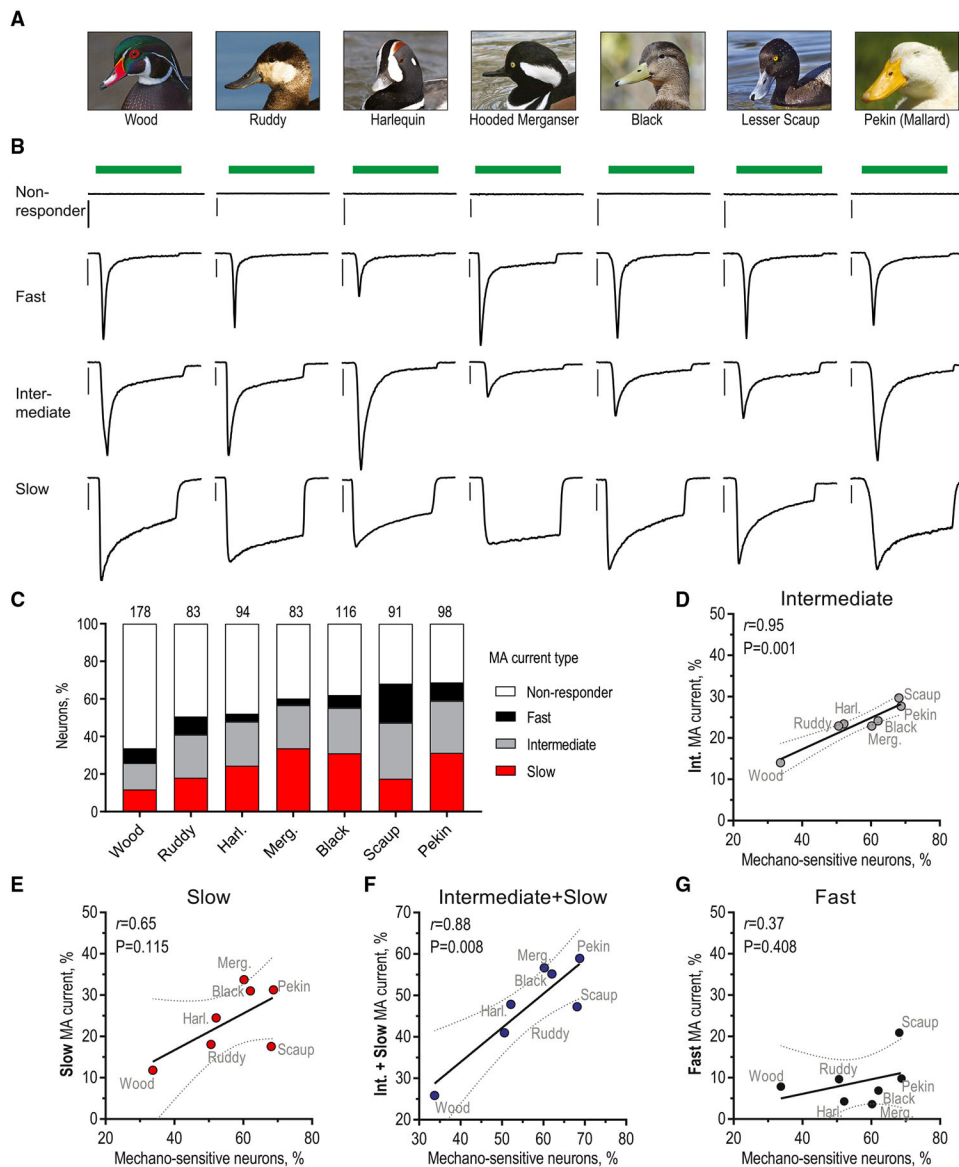 A
Wood Ruddy Harlequin Hooded Merganser Black Lesser Scaup Pekin (Mallard)
B
Non-
responder
Fast
Inter-
mediate
Slow
C
178 83 94 83 116 91 98
Neurons, %
100
80
60
40
20
0
Wood Ruddy Harl. Merg. Black Scaup Pekin
MA current type
Non-responder
Fast
Intermediate
Slow
D
Intermediate
r=0.95
P=0.001
Int. MA current, %
50
40
30
20
10
0
Scaup
Harl.
Ruddy
Pekin
Black
Merg.
Wood
20 40 60 80
Mechano-sensitive neurons, %
E
Slow
r=0.65
P=0.115
Slow MA current, %
50
40
30
20
10
0
Merg.
Black
Pekin
Harl.
Ruddy
Scaup
Wood
20 40 60 80
Mechano-sensitive neurons, %
F
Intermediate+Slow
r=0.88
P=0.008
Int. + Slow MA current, %
70
60
50
40
30
20
Merg.
Pekin
Black
Harl.
Scaup
Ruddy
Wood
30 40 50 60 70 80
Mechano-sensitive neurons, %
G
Fast
r=0.37
P=0.408
Fast MA current, %
50
40
30
20
10
0
Scaup
Wood
Ruddy
Pekin
Black
Harl.
Merg.
20 40 60 80
Mechano-sensitive neurons, %